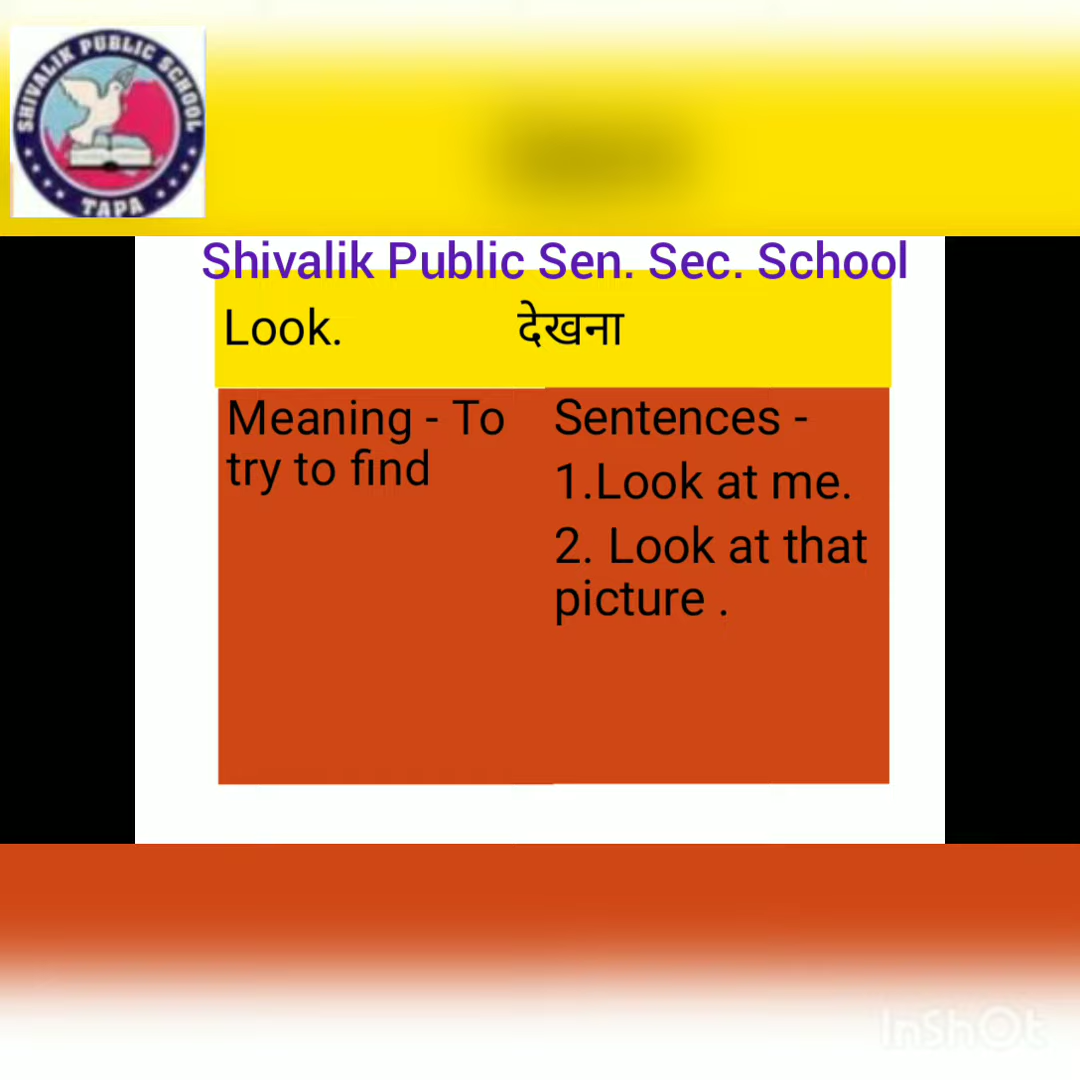 SHIVALIK PUBLIC SCHOOL
TAPA
Shivalik Public Sen. Sec. School
Look. देखना
Meaning - To
try to find
Sentences -
1.Look at me.
2. Look at that
picture .
InShOt